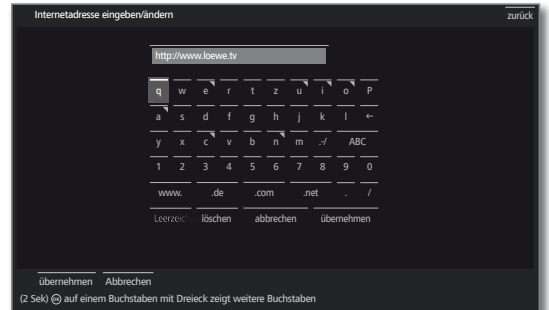 Internetadresse eingeben/ändern zurück
http://www.loewe.tv
q w e r t z u i o P
a s d f g h j k l ←
y x c v b n m .-/ ABC
1 2 3 4 5 6 7 8 9 0
www. .de .com .net . /
Leerzeic löschen abbrechen übernehmen
übernehmen Abbrechen
(2 Sek) OK auf einem Buchstaben mit Dreieck zeigt weitere Buchstaben